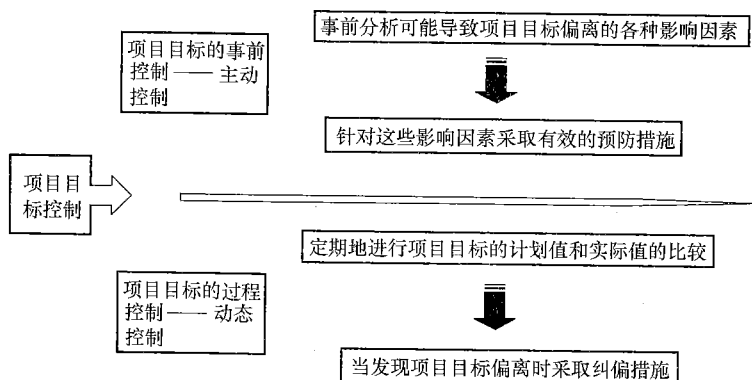 事前分析可能导致项目目标偏离的各种影响因素
项目目标的事前
控制——主动
控制
针对这些影响因素采取有效的预防措施
项目目
标控制
定期地进行项目目标的计划值和实际值的比较
项目目标的过程
控制——动态
控制
当发现项目目标偏离时采取纠偏措施